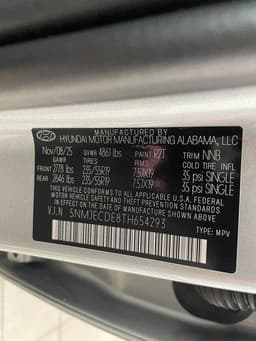 HYUNDAI MOTOR MANUFACTURING ALABAMA, LLC
Nov/08/25 GVWR 4861 lbs PAINT R2T TRIM NNB
GAWR TIRES RIMS COLD TIRE INFL.
FRONT 2778 lbs 235/55R19 7.5JX19 35 psi SINGLE
REAR 2646 lbs 235/55R19 7.5JX19 35 psi SINGLE
THIS VEHICLE CONFORMS TO ALL APPLICABLE U.S.A. FEDERAL
MOTOR VEHICLE SAFETY, BUMPER, AND
THEFT PREVENTION STANDARDS IN EFFECT ON THE DATE OF
MANUFACTURE SHOWN ABOVE.
V.I.N 5NMJECDE8TH654293
TYPE: MPV